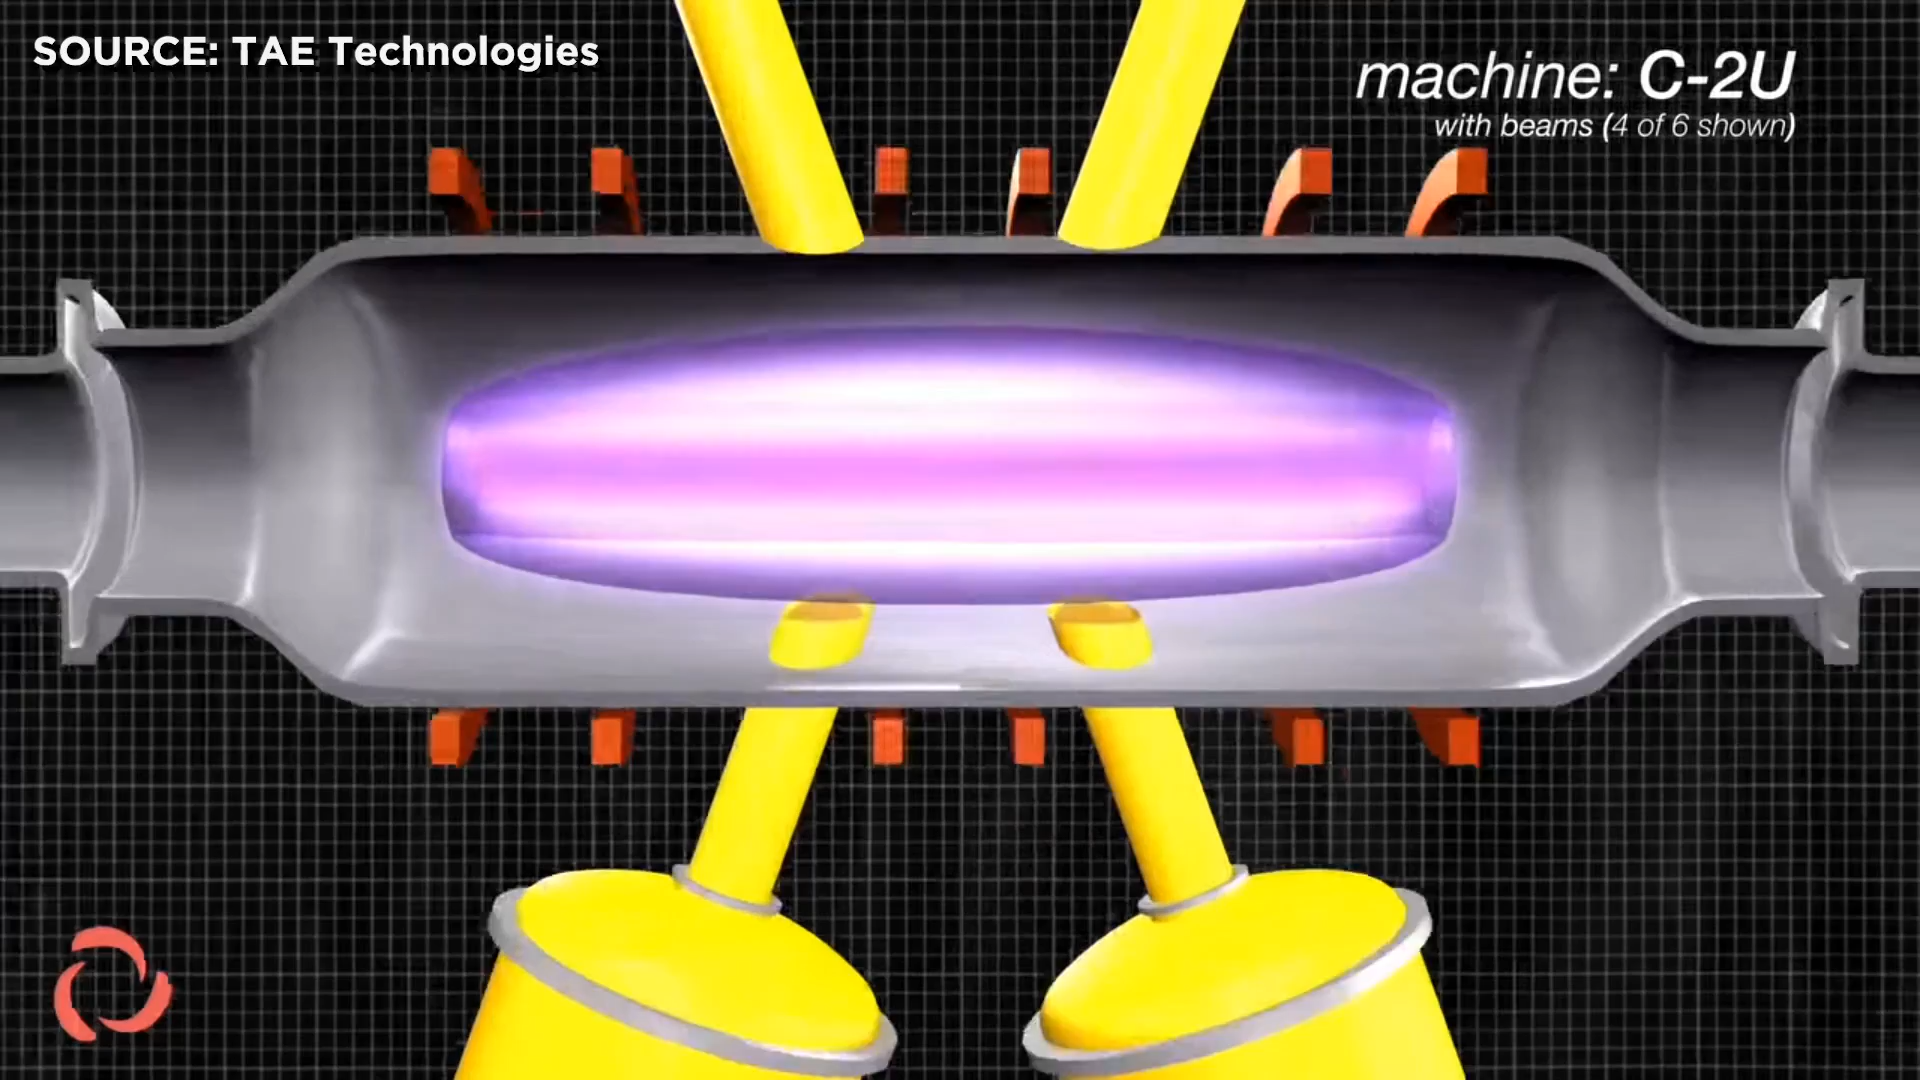 SOURCE: TAE Technologies
machine: C-2U
with beams (4 of 6 shown)